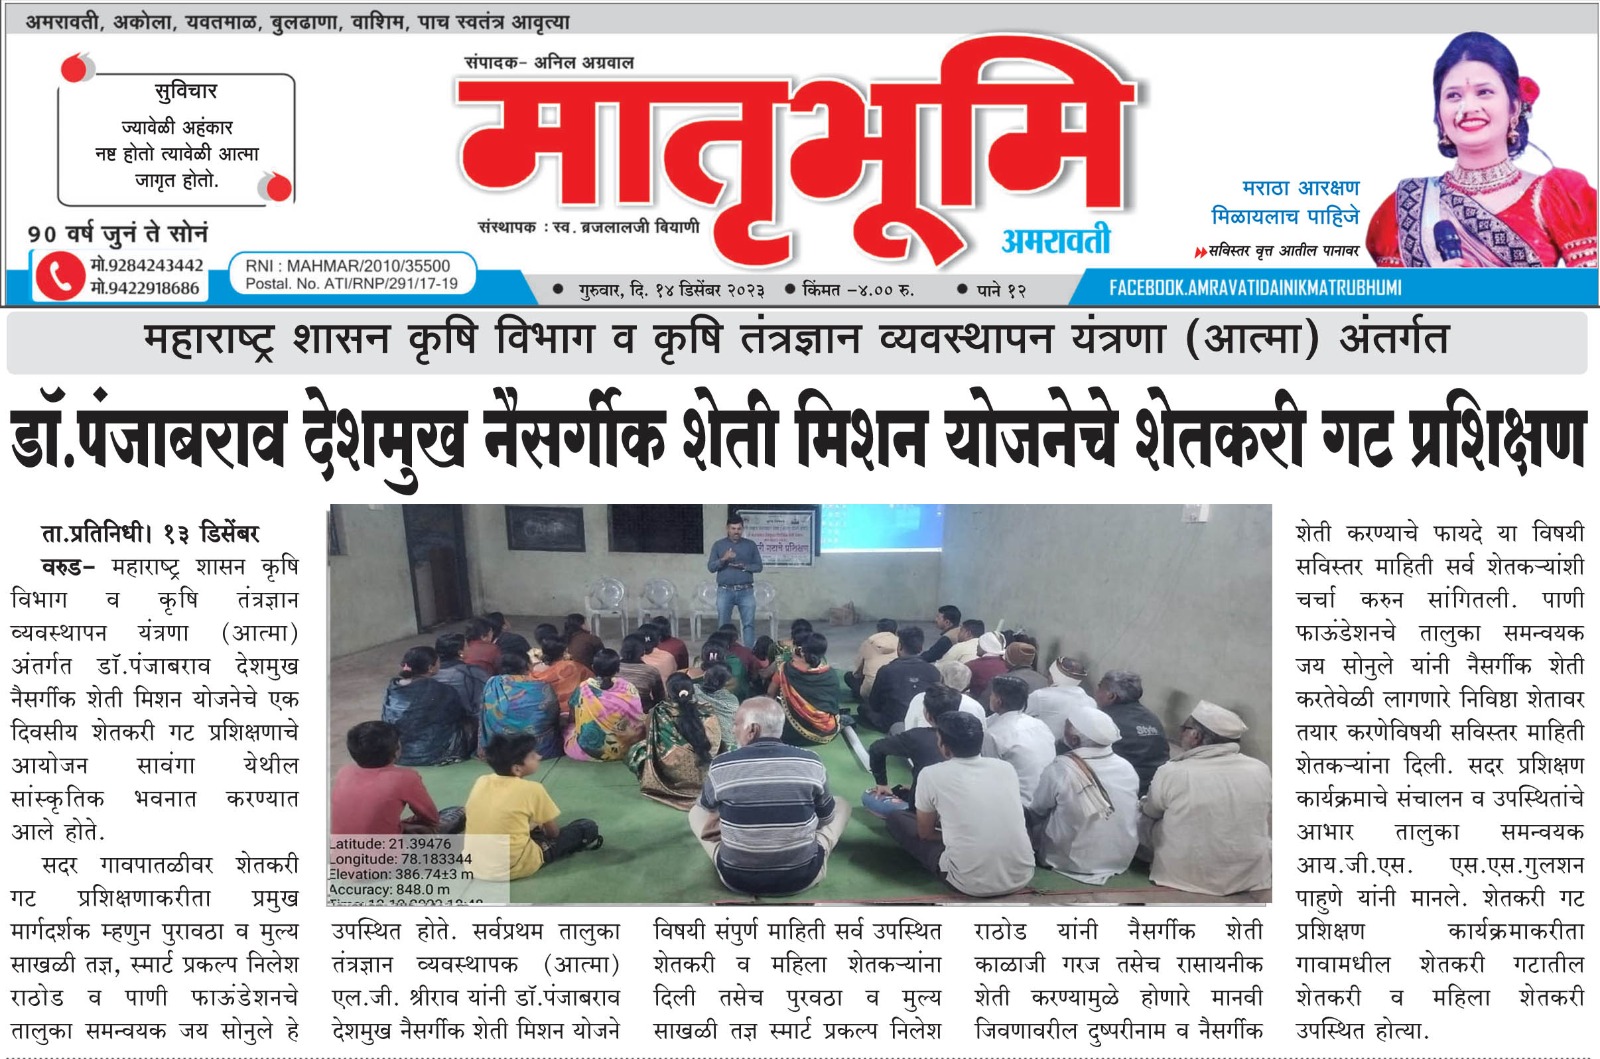 अमरावती, अकोला, यवतमाळ, बुलढाणा, वाशिम, पाच स्वतंत्र आवृत्या
सुविचार
ज्यावेळी अहंकार
नष्ट होतो त्यावेळी आत्मा
जागृत होतो.
90 वर्ष जुनं ते सोनं
मो.9284243442
मो.9422918686
RNI : MAHMAR/2010/35500
Postal. No. ATI/RNP/291/17-19
संपादक- अनिल अग्रवाल
मातृभूमि
संस्थापक : स्व. ब्रजलालजी बियाणी
अमरावती
मराठा आरक्षण
मिळायलाच पाहिजे
सविस्तर वृत्त आतील पानावर
● गुरुवार, दि. १४ डिसेंबर २०२३ ● किंमत -४.०० रु. ● पाने १२
FACEBOOK.AMRAVATIDAINIKMATRUBHUMI
महाराष्ट्र शासन कृषि विभाग व कृषि तंत्रज्ञान व्यवस्थापन यंत्रणा (आत्मा) अंतर्गत
डॉ.पंजाबराव देशमुख नैसर्गीक शेती मिशन योजनेचे शेतकरी गट प्रशिक्षण
ता.प्रतिनिधी। १३ डिसेंबर
वरुड- महाराष्ट्र शासन कृषि
विभाग व कृषि तंत्रज्ञान
व्यवस्थापन यंत्रणा (आत्मा)
अंतर्गत डॉ.पंजाबराव देशमुख
नैसर्गीक शेती मिशन योजनेचे एक
दिवसीय शेतकरी गट प्रशिक्षणाचे
आयोजन सावंगा येथील
सांस्कृतिक भवनात करण्यात
आले होते.
सदर गावपातळीवर शेतकरी
गट प्रशिक्षणाकरीता प्रमुख
मार्गदर्शक म्हणुन पुरावठा व मुल्य
साखळी तज्ञ, स्मार्ट प्रकल्प निलेश
राठोड व पाणी फाऊंडेशनचे
तालुका समन्वयक जय सोनुले हे
Latitude: 21.39476
Longitude: 78.183344
Elevation: 386.74±3 m
Accuracy: 848.0 m
उपस्थित होते. सर्वप्रथम तालुका
तंत्रज्ञान व्यवस्थापक (आत्मा)
एल.जी. श्रीराव यांनी डॉ.पंजाबराव
देशमुख नैसर्गीक शेती मिशन योजने
विषयी संपुर्ण माहिती सर्व उपस्थित
शेतकरी व महिला शेतकऱ्यांना
दिली तसेच पुरवठा व मुल्य
साखळी तज्ञ स्मार्ट प्रकल्प निलेश
राठोड यांनी नैसर्गीक शेती
काळाजी गरज तसेच रासायनीक
शेती करण्यामुळे होणारे मानवी
जिवणावरील दुष्परीनाम व नैसर्गीक
शेती करण्याचे फायदे या विषयी
सविस्तर माहिती सर्व शेतकऱ्यांशी
चर्चा करुन सांगितली. पाणी
फाऊंडेशनचे तालुका समन्वयक
जय सोनुले यांनी नैसर्गीक शेती
करतेवेळी लागणारे निविष्ठा शेतावर
तयार करणेविषयी सविस्तर माहिती
शेतकऱ्यांना दिली. सदर प्रशिक्षण
कार्यक्रमाचे संचालन व उपस्थितांचे
आभार तालुका समन्वयक
आय.जी.एस. एस.एस.गुलशन
पाहुणे यांनी मानले. शेतकरी गट
प्रशिक्षण कार्यक्रमाकरीता
गावामधील शेतकरी गटातील
शेतकरी व महिला शेतकरी
उपस्थित होत्या.